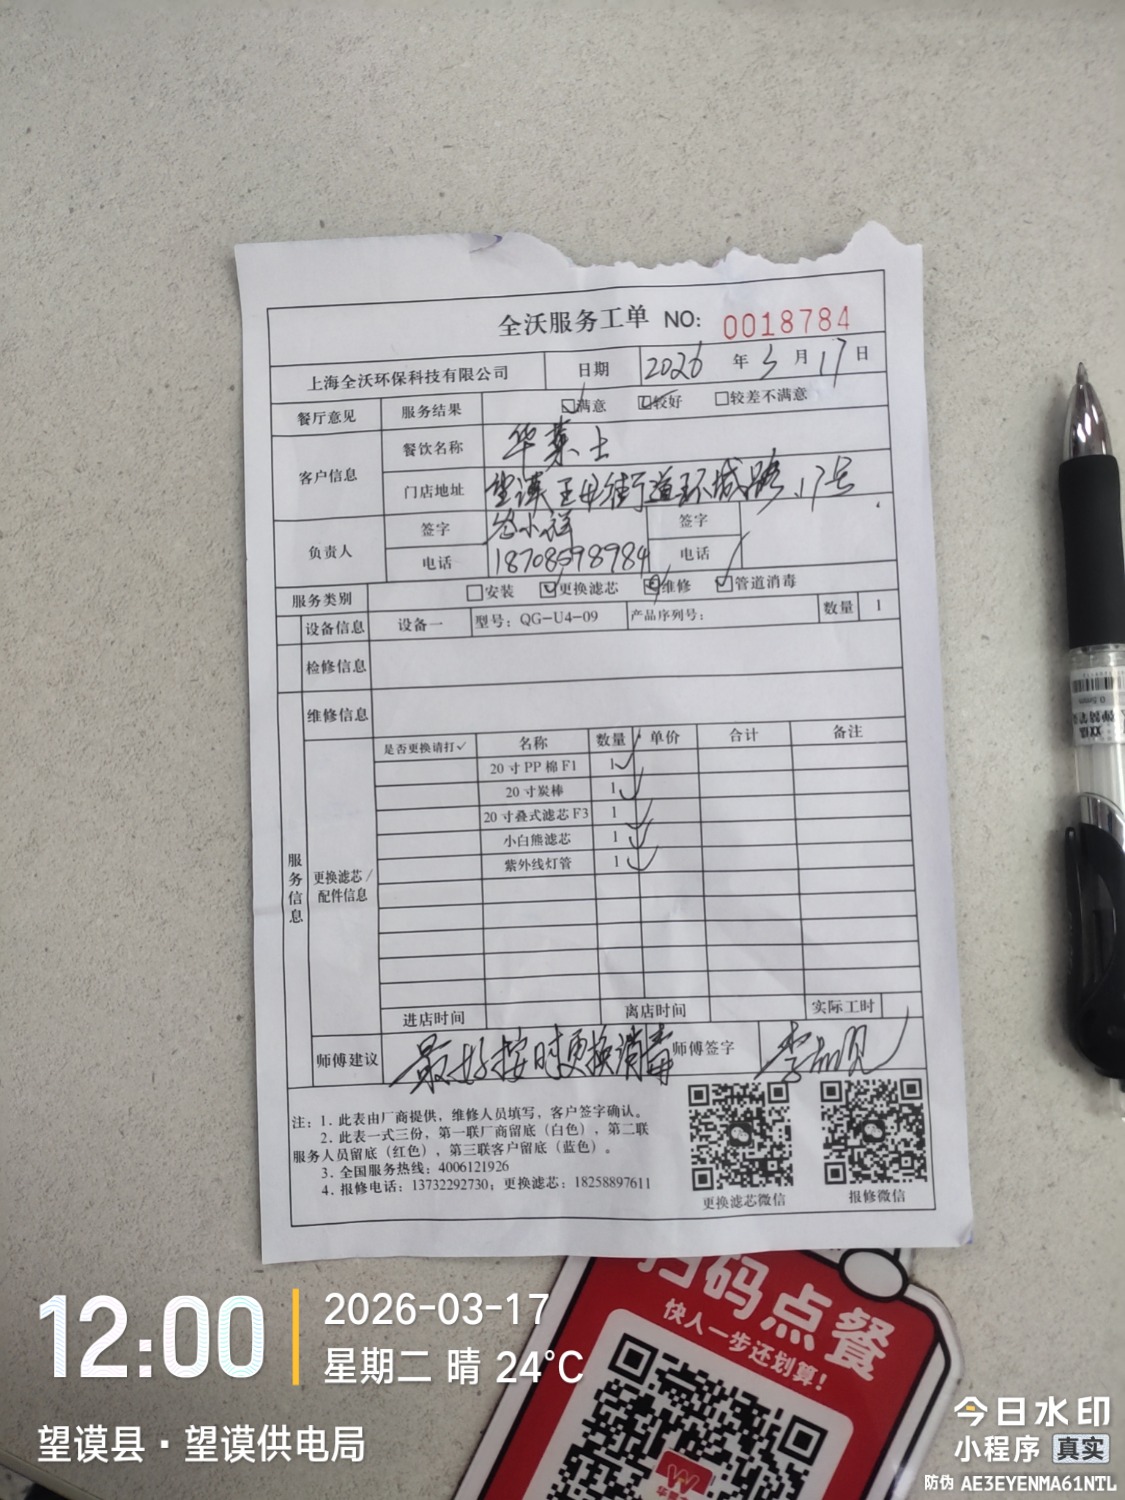 全沃服务工单 NO: 0018784
上海全沃环保科技有限公司 日期 2026 年 3 月 17 日
餐厅意见 服务结果 ☑满意 ☑较好 □较差不满意
客户信息 餐饮名称 华莱士
门店地址 望谟王母街道环城路17号
负责人 签字 小祥 签字
电话 18708698984 电话
服务类别 □安装 ☑更换滤芯 ☑维修 ☑管道消毒
设备信息 设备一 型号: QG-U4-09 产品序列号: 数量 1
检修信息
维修信息
是否更换请打✓ 名称 数量 单价 合计 备注
20寸PP棉F1 1 ✓
20寸炭棒 1 ✓
20寸叠式滤芯F3 1 ✓
小白熊滤芯 1 ✓
紫外线灯管 1 ✓
服务信息
更换滤芯/
配件信息
进店时间 离店时间 实际工时
师傅建议 最好按时更换消毒 师傅签字 李
注: 1. 此表由厂商提供, 维修人员填写, 客户签字确认。
2. 此表一式三份, 第一联厂商留底(白色), 第二联
服务人员留底(红色), 第三联客户留底(蓝色)。
3. 全国服务热线: 4006121926
4. 报修电话: 13732292730; 更换滤芯: 18258897611
更换滤芯微信 报修微信
扫码点餐
快人一步还划算!
12:00
2026-03-17
星期二 晴 24°C
望谟县·望谟供电局
今日水印
小程序 真实
防伪 AE3EYENMA61NTL